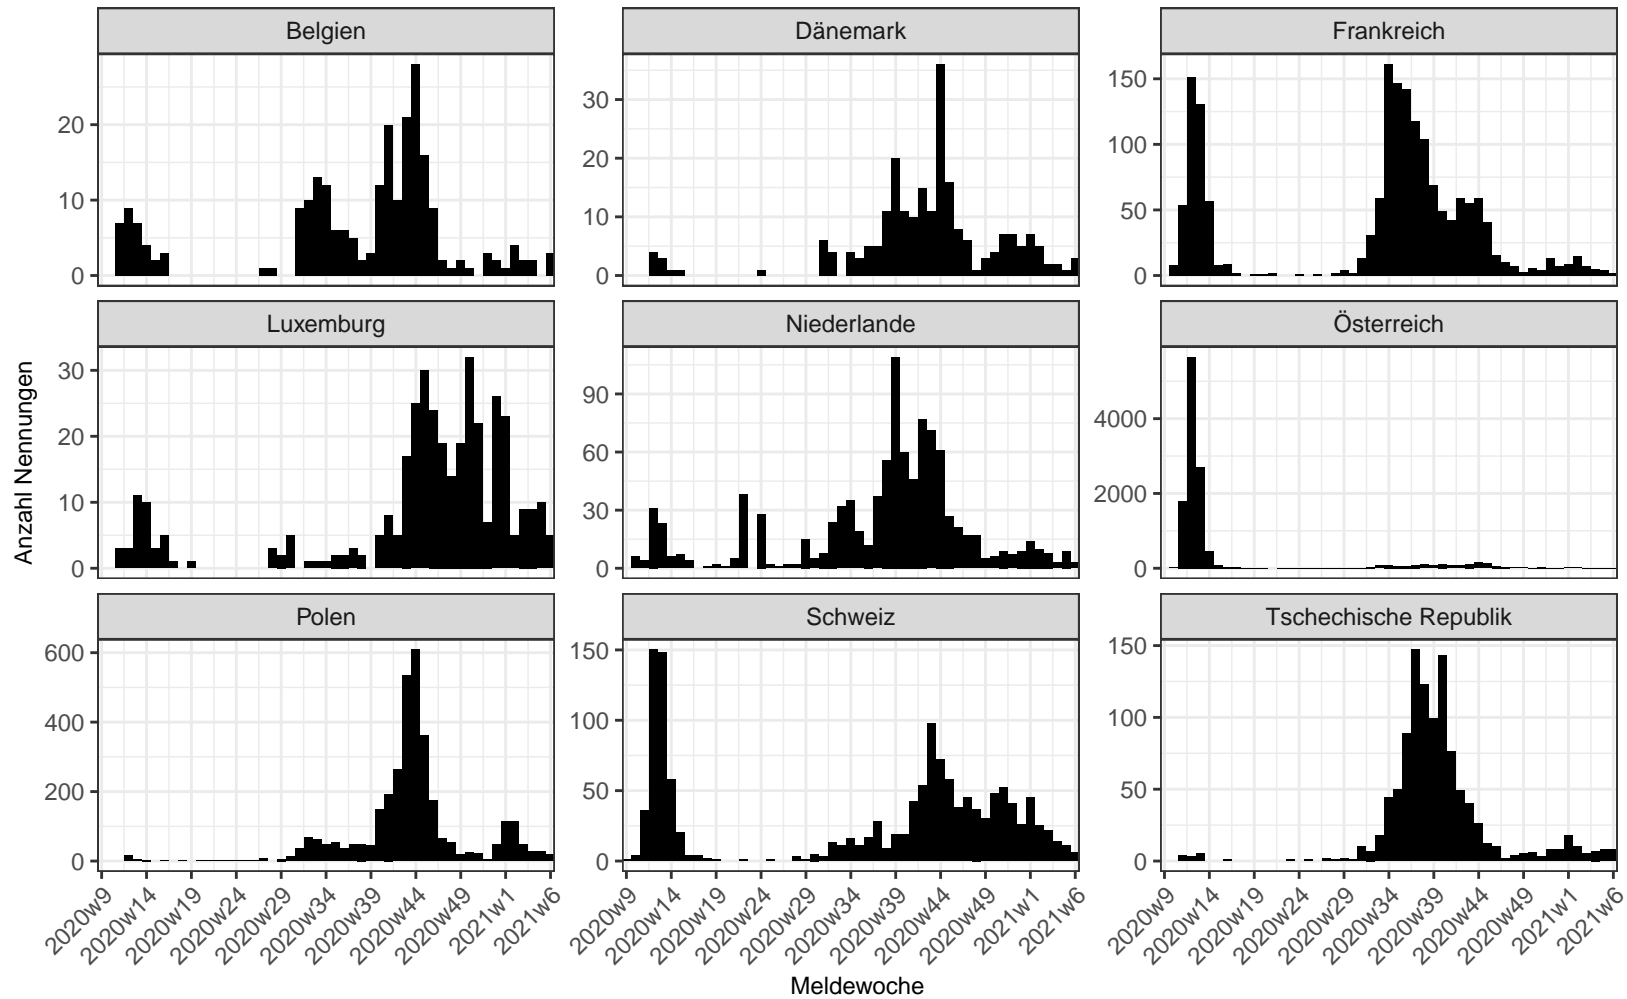 Belgien
Dänemark
Frankreich
20
10
0
30
20
10
0
150
100
50
0
Luxemburg
Niederlande
Österreich
30
20
10
0
90
60
30
0
4000
2000
0
Polen
Schweiz
Tschechische Republik
600
400
200
0
150
100
50
0
150
100
50
0
2020w9
2020w14
2020w19
2020w24
2020w29
2020w34
2020w39
2020w44
2020w49
2021w1
2021w6
2020w9
2020w14
2020w19
2020w24
2020w29
2020w34
2020w39
2020w44
2020w49
2021w1
2021w6
2020w9
2020w14
2020w19
2020w24
2020w29
2020w34
2020w39
2020w44
2020w49
2021w1
2021w6
Anzahl Nennungen
Meldewoche